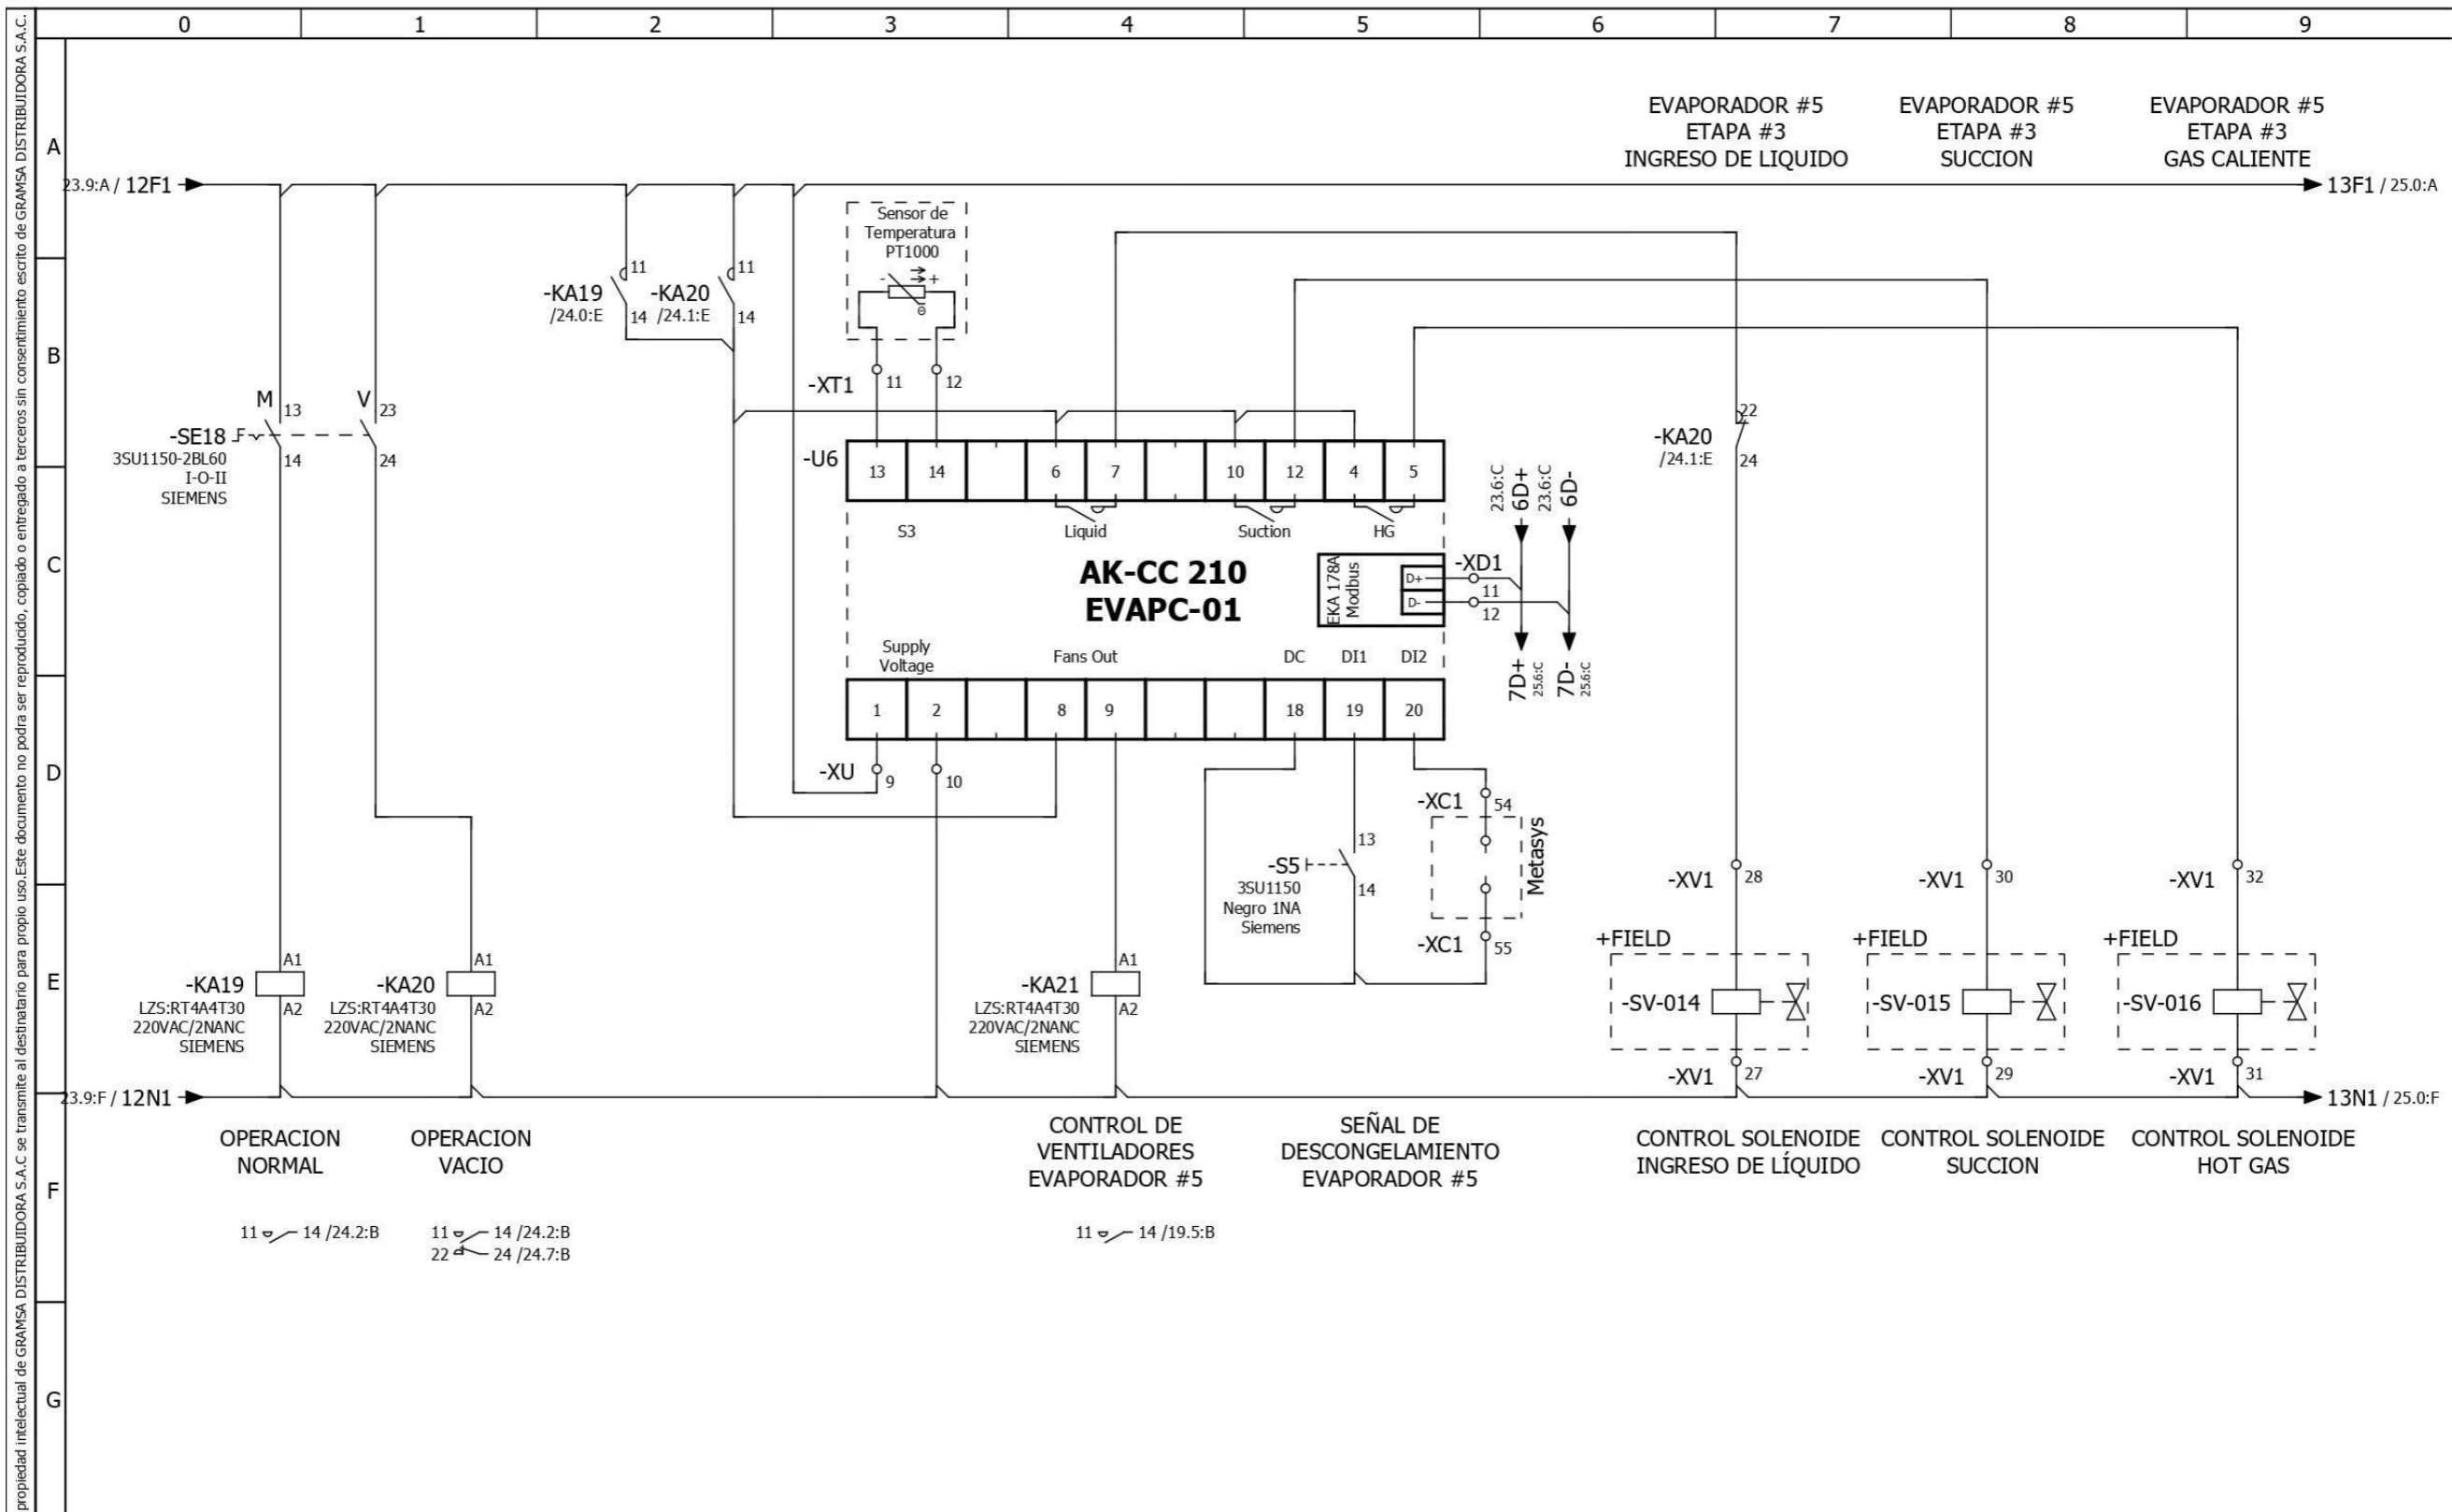 0 1 2 3 4 5 6 7 8 9
A
B
C
D
E
F
G
propiedad intelectual de GRAMSA DISTRIBUIDORA S.A.C se transmite al destinatario para propio uso.Este documento no podra ser reproducido, copiado o entregado a terceros sin consentimiento escrito de GRAMSA DISTRIBUIDORA S.A.C.
EVAPORADOR #5
ETAPA #3
INGRESO DE LIQUIDO
EVAPORADOR #5
ETAPA #3
SUCCION
EVAPORADOR #5
ETAPA #3
GAS CALIENTE
23.9:A / 12F1
13F1 / 25.0:A
Sensor de
Temperatura
PT1000
- +
Θ
-KA19
/24.0:E
11
14
-KA20
/24.1:E
11
14
-XT1
11
12
M
13
14
V
23
24
-SE18
3SU1150-2BL60
I-O-II
SIEMENS
-U6
13 14 6 7 10 12 4 5
S3 Liquid Suction HG
AK-CC 210
EVAPC-01
EKA 178A
Modbus
D+
D-
-XD1
11
12
23.6:C
6D+
23.6:C
6D-
7D+
25.6:C
7D-
25.6:C
-KA20
/24.1:E
22
24
Supply
Voltage
Fans Out DC DI1 DI2
1 2 8 9 18 19 20
-XU
9
10
-XC1
54
Metasys
-XC1
55
-S5
3SU1150
Negro 1NA
Siemens
13
14
-XV1 28
-XV1 30
-XV1 32
-KA19
LZS:RT4A4T30
220VAC/2NANC
SIEMENS
A1
A2
-KA20
LZS:RT4A4T30
220VAC/2NANC
SIEMENS
A1
A2
-KA21
LZS:RT4A4T30
220VAC/2NANC
SIEMENS
A1
A2
+FIELD
-SV-014
+FIELD
-SV-015
+FIELD
-SV-016
-XV1 27
-XV1 29
-XV1 31
23.9:F / 12N1
13N1 / 25.0:F
OPERACION
NORMAL
OPERACION
VACIO
CONTROL DE
VENTILADORES
EVAPORADOR #5
SEÑAL DE
DESCONGELAMIENTO
EVAPORADOR #5
CONTROL SOLENOIDE
INGRESO DE LÍQUIDO
CONTROL SOLENOIDE
SUCCION
CONTROL SOLENOIDE
HOT GAS
11 14 /24.2:B
11 14 /24.2:B
22 24 /24.7:B
11 14 /19.5:B